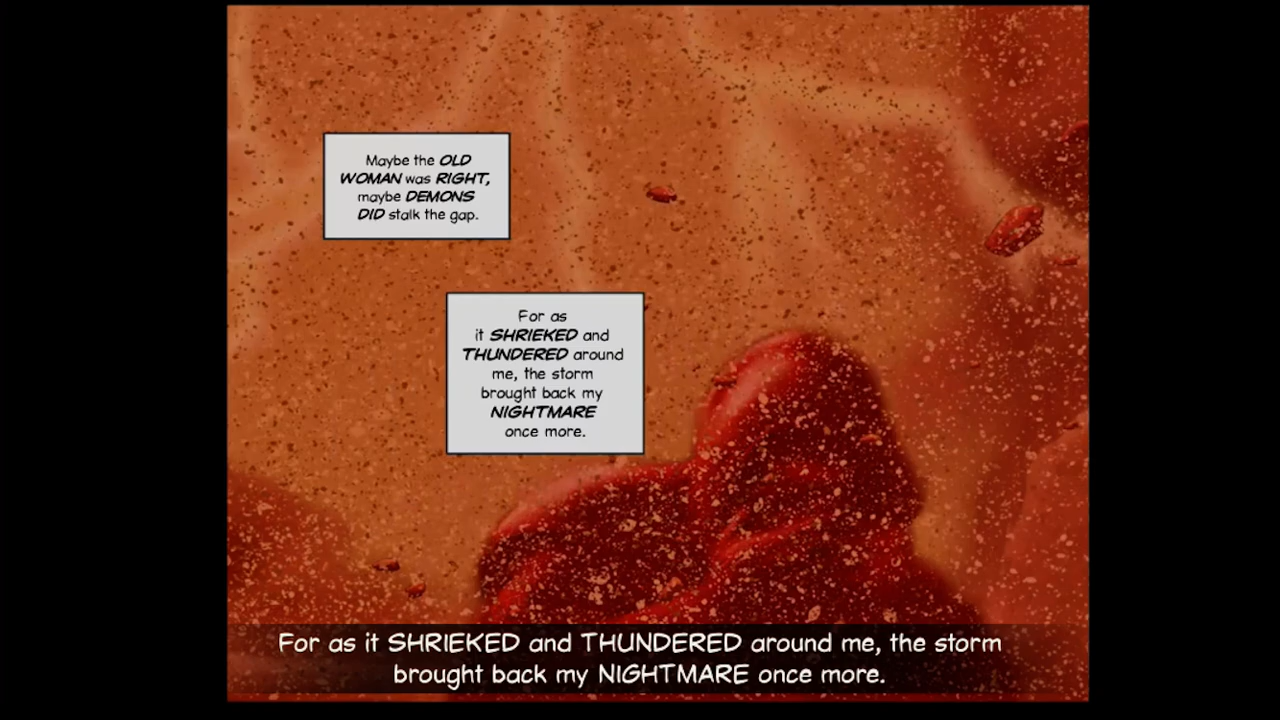 Maybe the OLD
WOMAN was RIGHT,
maybe DEMONS
DID stalk the gap.
For as
it SHRIEKED and
THUNDERED around
me, the storm
brought back my
NIGHTMARE
once more.
For as it SHRIEKED and THUNDERED around me, the storm
brought back my NIGHTMARE once more.